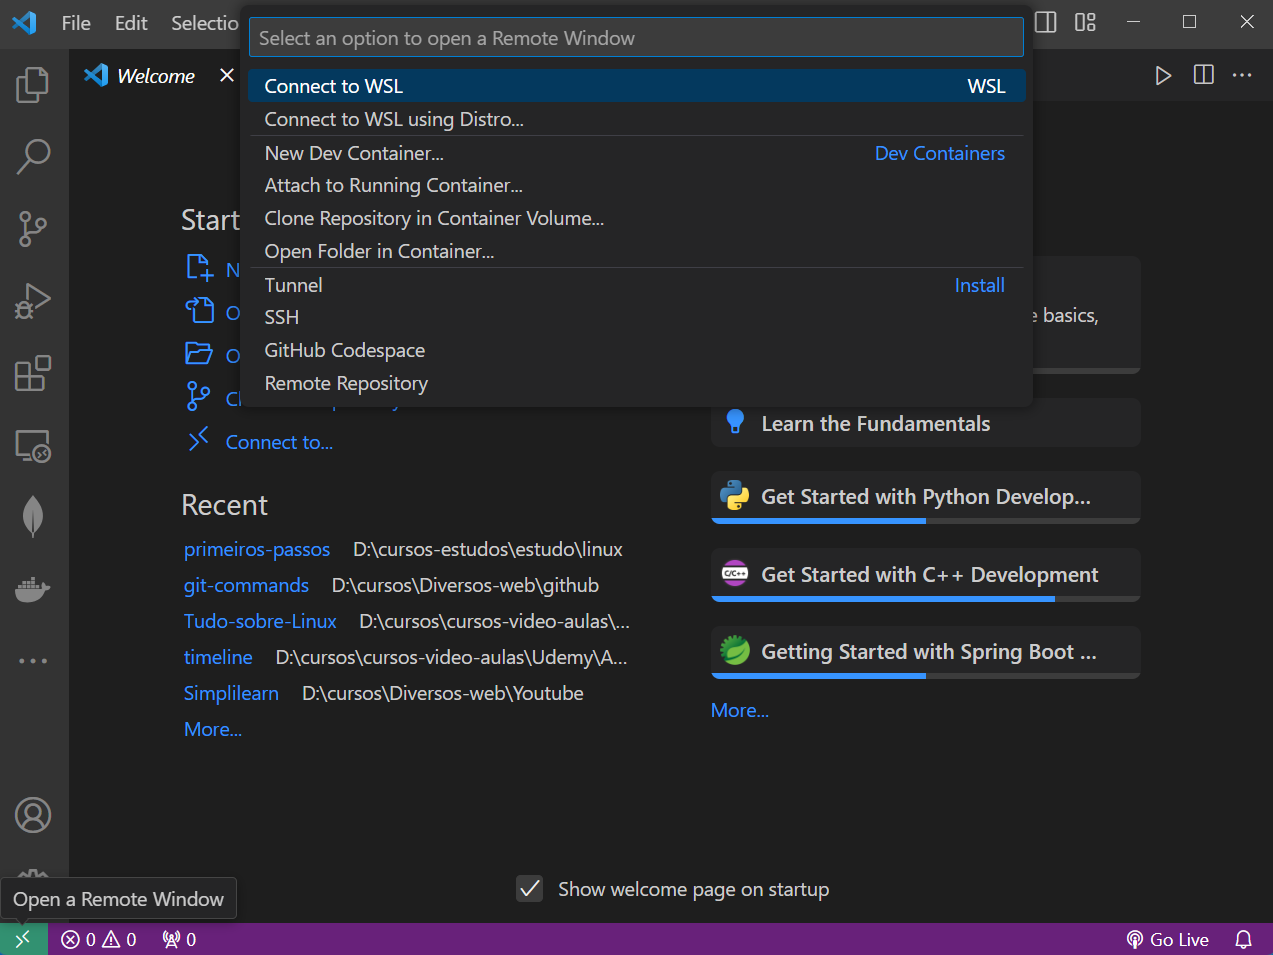 File Edit Selectio
Select an option to open a Remote Window
Welcome
Connect to WSL WSL
Connect to WSL using Distro...
New Dev Container... Dev Containers
Attach to Running Container...
Clone Repository in Container Volume...
Open Folder in Container...
Tunnel Install
SSH
GitHub Codespace
Remote Repository
Start
N
O
O
Connect to...
Recent
primeiros-passos D:\cursos-estudos\estudo\linux
git-commands D:\cursos\Diversos-web\github
Tudo-sobre-Linux D:\cursos\cursos-video-aulas\...
timeline D:\cursos\cursos-video-aulas\Udemy\A...
Simplilearn D:\cursos\Diversos-web\Youtube
More...
basics,
Learn the Fundamentals
Get Started with Python Develop...
C/C++
Get Started with C++ Development
Getting Started with Spring Boot ...
More...
Show welcome page on startup
Open a Remote Window
0 0 0
Go Live